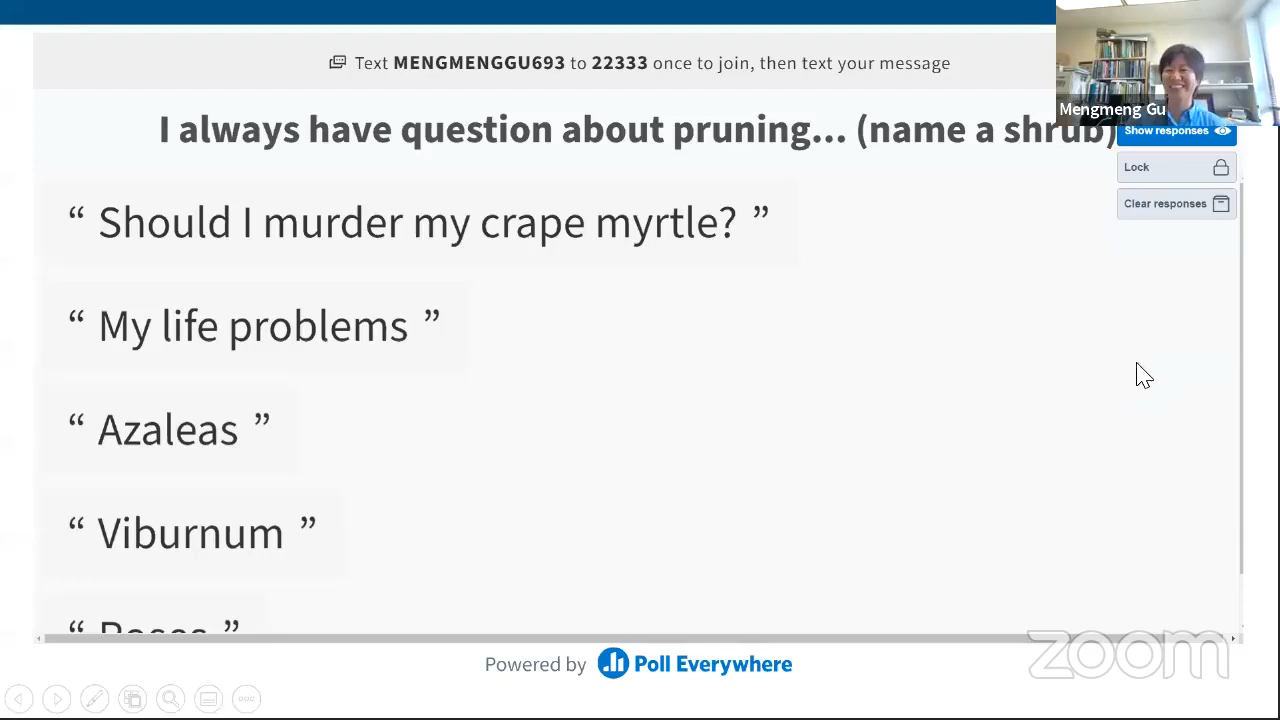 Text MENGMENGGU693 to 22333 once to join, then text your message
Mengmeng Gu
I always have question about pruning... (name a shrub)
Show responses
Lock
Clear responses
“ Should I murder my crape myrtle? ”
“ My life problems ”
“ Azaleas ”
“ Viburnum ”
“ Roses ”
Powered by Poll Everywhere
zoom